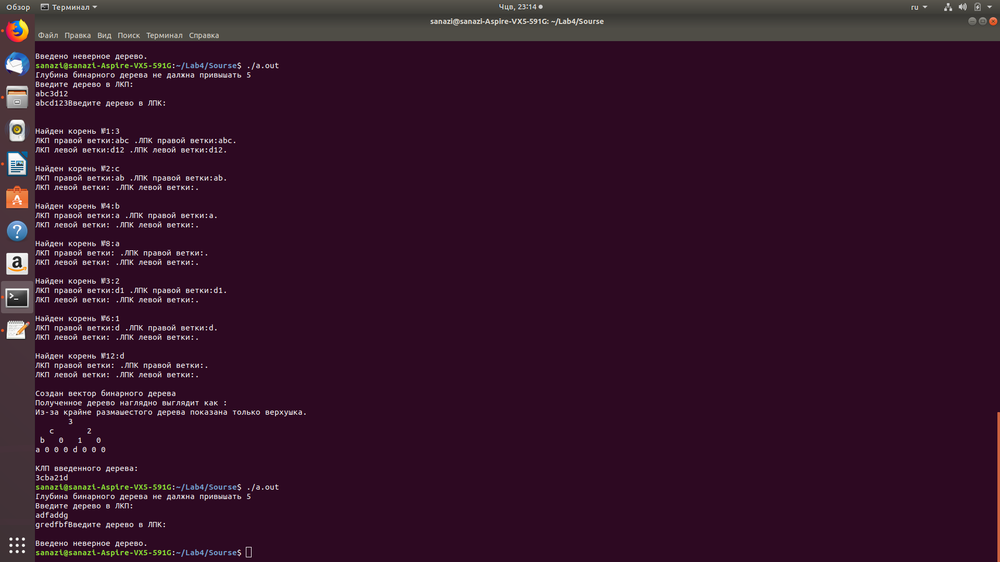 Обзор Терминал Чцв, 23:14 ru
sanazi@sanazi-Aspire-VX5-591G: ~/Lab4/Sourse
Файл Правка Вид Поиск Терминал Справка
Введено неверное дерево.
sanazi@sanazi-Aspire-VX5-591G:~/Lab4/Sourse$ ./a.out
Глубина бинарного дерева не далжна привышать 5
Введите дерево в ЛКП:
abc3d12
abcd123Введите дерево в ЛПК:
Найден корень №1:3
ЛКП правой ветки:abc .ЛПК правой ветки:abc.
ЛКП левой ветки:d12 .ЛПК левой ветки:d12.
Найден корень №2:c
ЛКП правой ветки:ab .ЛПК правой ветки:ab.
ЛКП левой ветки: .ЛПК левой ветки:.
Найден корень №4:b
ЛКП правой ветки:a .ЛПК правой ветки:a.
ЛКП левой ветки: .ЛПК левой ветки:.
Найден корень №8:a
ЛКП правой ветки: .ЛПК правой ветки:.
ЛКП левой ветки: .ЛПК левой ветки:.
Найден корень №3:2
ЛКП правой ветки:d1 .ЛПК правой ветки:d1.
ЛКП левой ветки: .ЛПК левой ветки:.
Найден корень №6:1
ЛКП правой ветки:d .ЛПК правой ветки:d.
ЛКП левой ветки: .ЛПК левой ветки:.
Найден корень №12:d
ЛКП правой ветки: .ЛПК правой ветки:.
ЛКП левой ветки: .ЛПК левой ветки:.
Создан вектор бинарного дерева
Полученное дерево наглядно выглядит как :
Из-за крайне размашестого дерева показана только верхушка.
3
c 2
b 0 1 0
a 0 0 0 d 0 0 0
КЛП введенного дерева:
3cba21d
sanazi@sanazi-Aspire-VX5-591G:~/Lab4/Sourse$ ./a.out
Глубина бинарного дерева не далжна привышать 5
Введите дерево в ЛКП:
adfaddg
gredfbfВведите дерево в ЛПК:
Введено неверное дерево.
sanazi@sanazi-Aspire-VX5-591G:~/Lab4/Sourse$